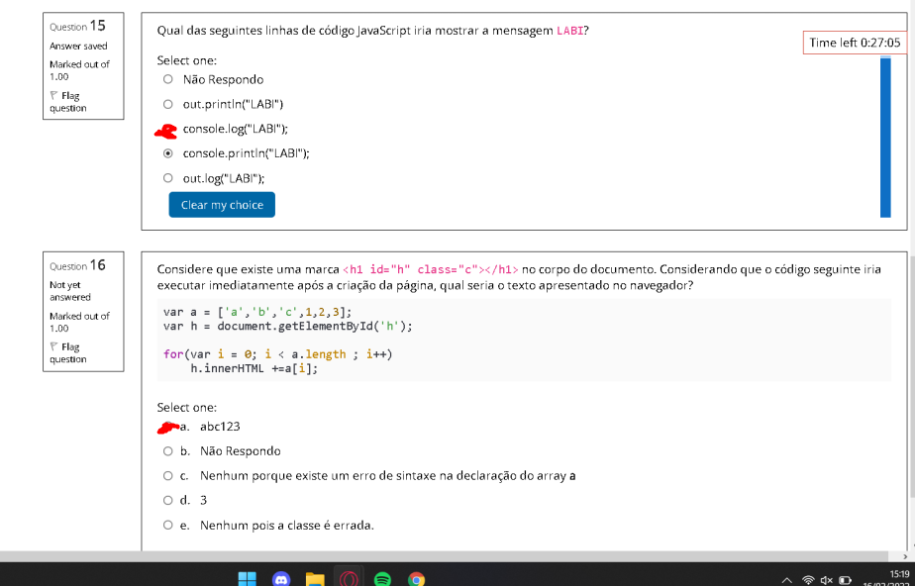 Question 15
Answer saved
Marked out of
1.00
Flag
question
Qual das seguintes linhas de código JavaScript iria mostrar a mensagem LABI?
Time left 0:27:05
Select one:
Não Respondo
out.println("LABI")
console.log("LABI");
console.println("LABI");
out.log("LABI");
Clear my choice
Question 16
Not yet
answered
Marked out of
1.00
Flag
question
Considere que existe uma marca <h1 id="h" class="c"></h1> no corpo do documento. Considerando que o código seguinte iria
executar imediatamente após a criação da página, qual seria o texto apresentado no navegador?
var a = ['a','b','c',1,2,3];
var h = document.getElementById('h');
for(var i = 0; i < a.length ; i++)
h.innerHTML +=a[i];
Select one:
a. abc123
b. Não Respondo
c. Nenhum porque existe um erro de sintaxe na declaração do array a
d. 3
e. Nenhum pois a classe é errada.
15:19